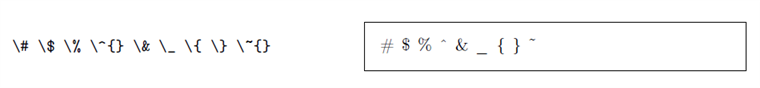 \# \$ \% \^{} \& \_ \{ \} \~{}
# $ % ^ & _ { } ~